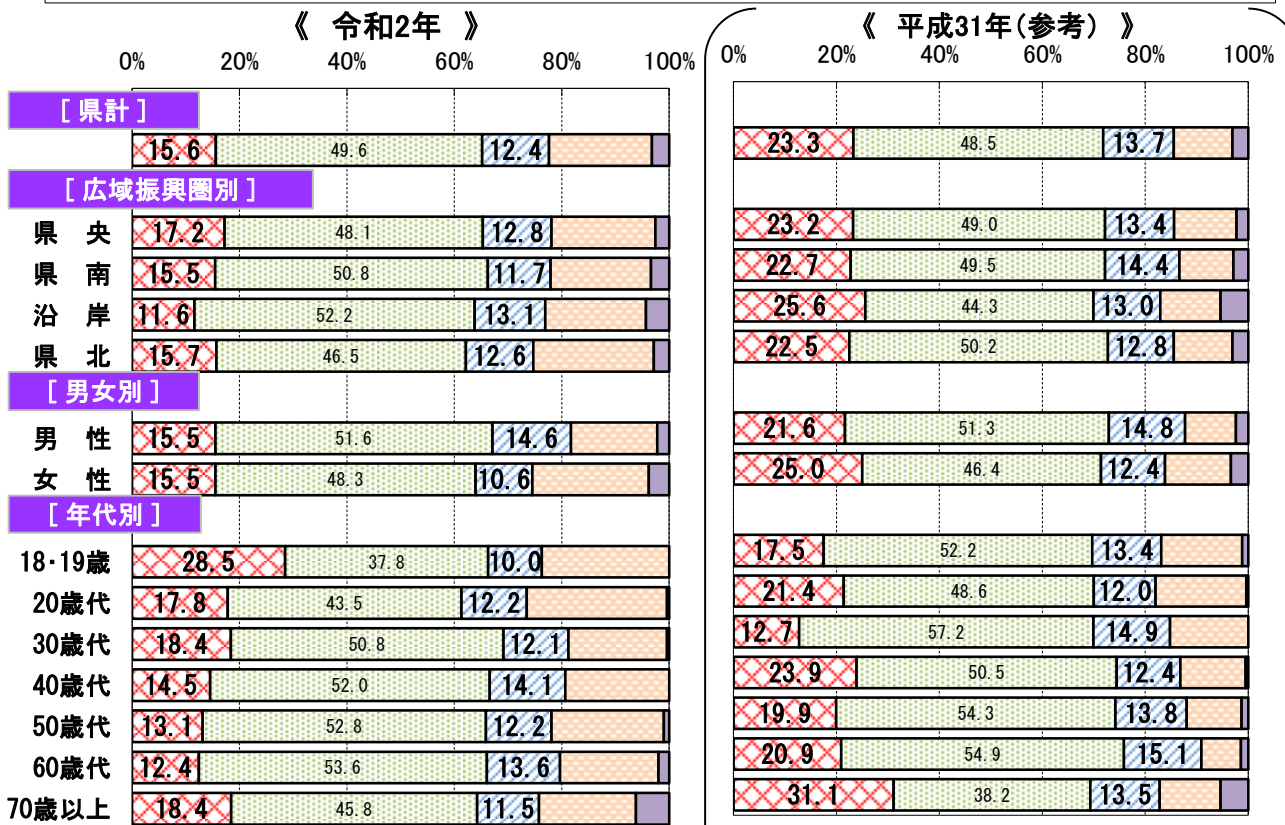 《 令和2年 》 《 平成31年(参考) 》
0% 20% 40% 60% 80% 100% 0% 20% 40% 60% 80% 100%
[ 県計 ]
15.6 49.6 12.4 23.3 48.5 13.7
[ 広域振興圏別 ]
県 央 17.2 48.1 12.8 23.2 49.0 13.4
県 南 15.5 50.8 11.7 22.7 49.5 14.4
沿 岸 11.6 52.2 13.1 25.6 44.3 13.0
県 北 15.7 46.5 12.6 22.5 50.2 12.8
[ 男女別 ]
男 性 15.5 51.6 14.6 21.6 51.3 14.8
女 性 15.5 48.3 10.6 25.0 46.4 12.4
[ 年代別 ]
18・19歳 28.5 37.8 10.0 17.5 52.2 13.4
20歳代 17.8 43.5 12.2 21.4 48.6 12.0
30歳代 18.4 50.8 12.1 12.7 57.2 14.9
40歳代 14.5 52.0 14.1 23.9 50.5 12.4
50歳代 13.1 52.8 12.2 19.9 54.3 13.8
60歳代 12.4 53.6 13.6 20.9 54.9 15.1
70歳以上 18.4 45.8 11.5 31.1 38.2 13.5